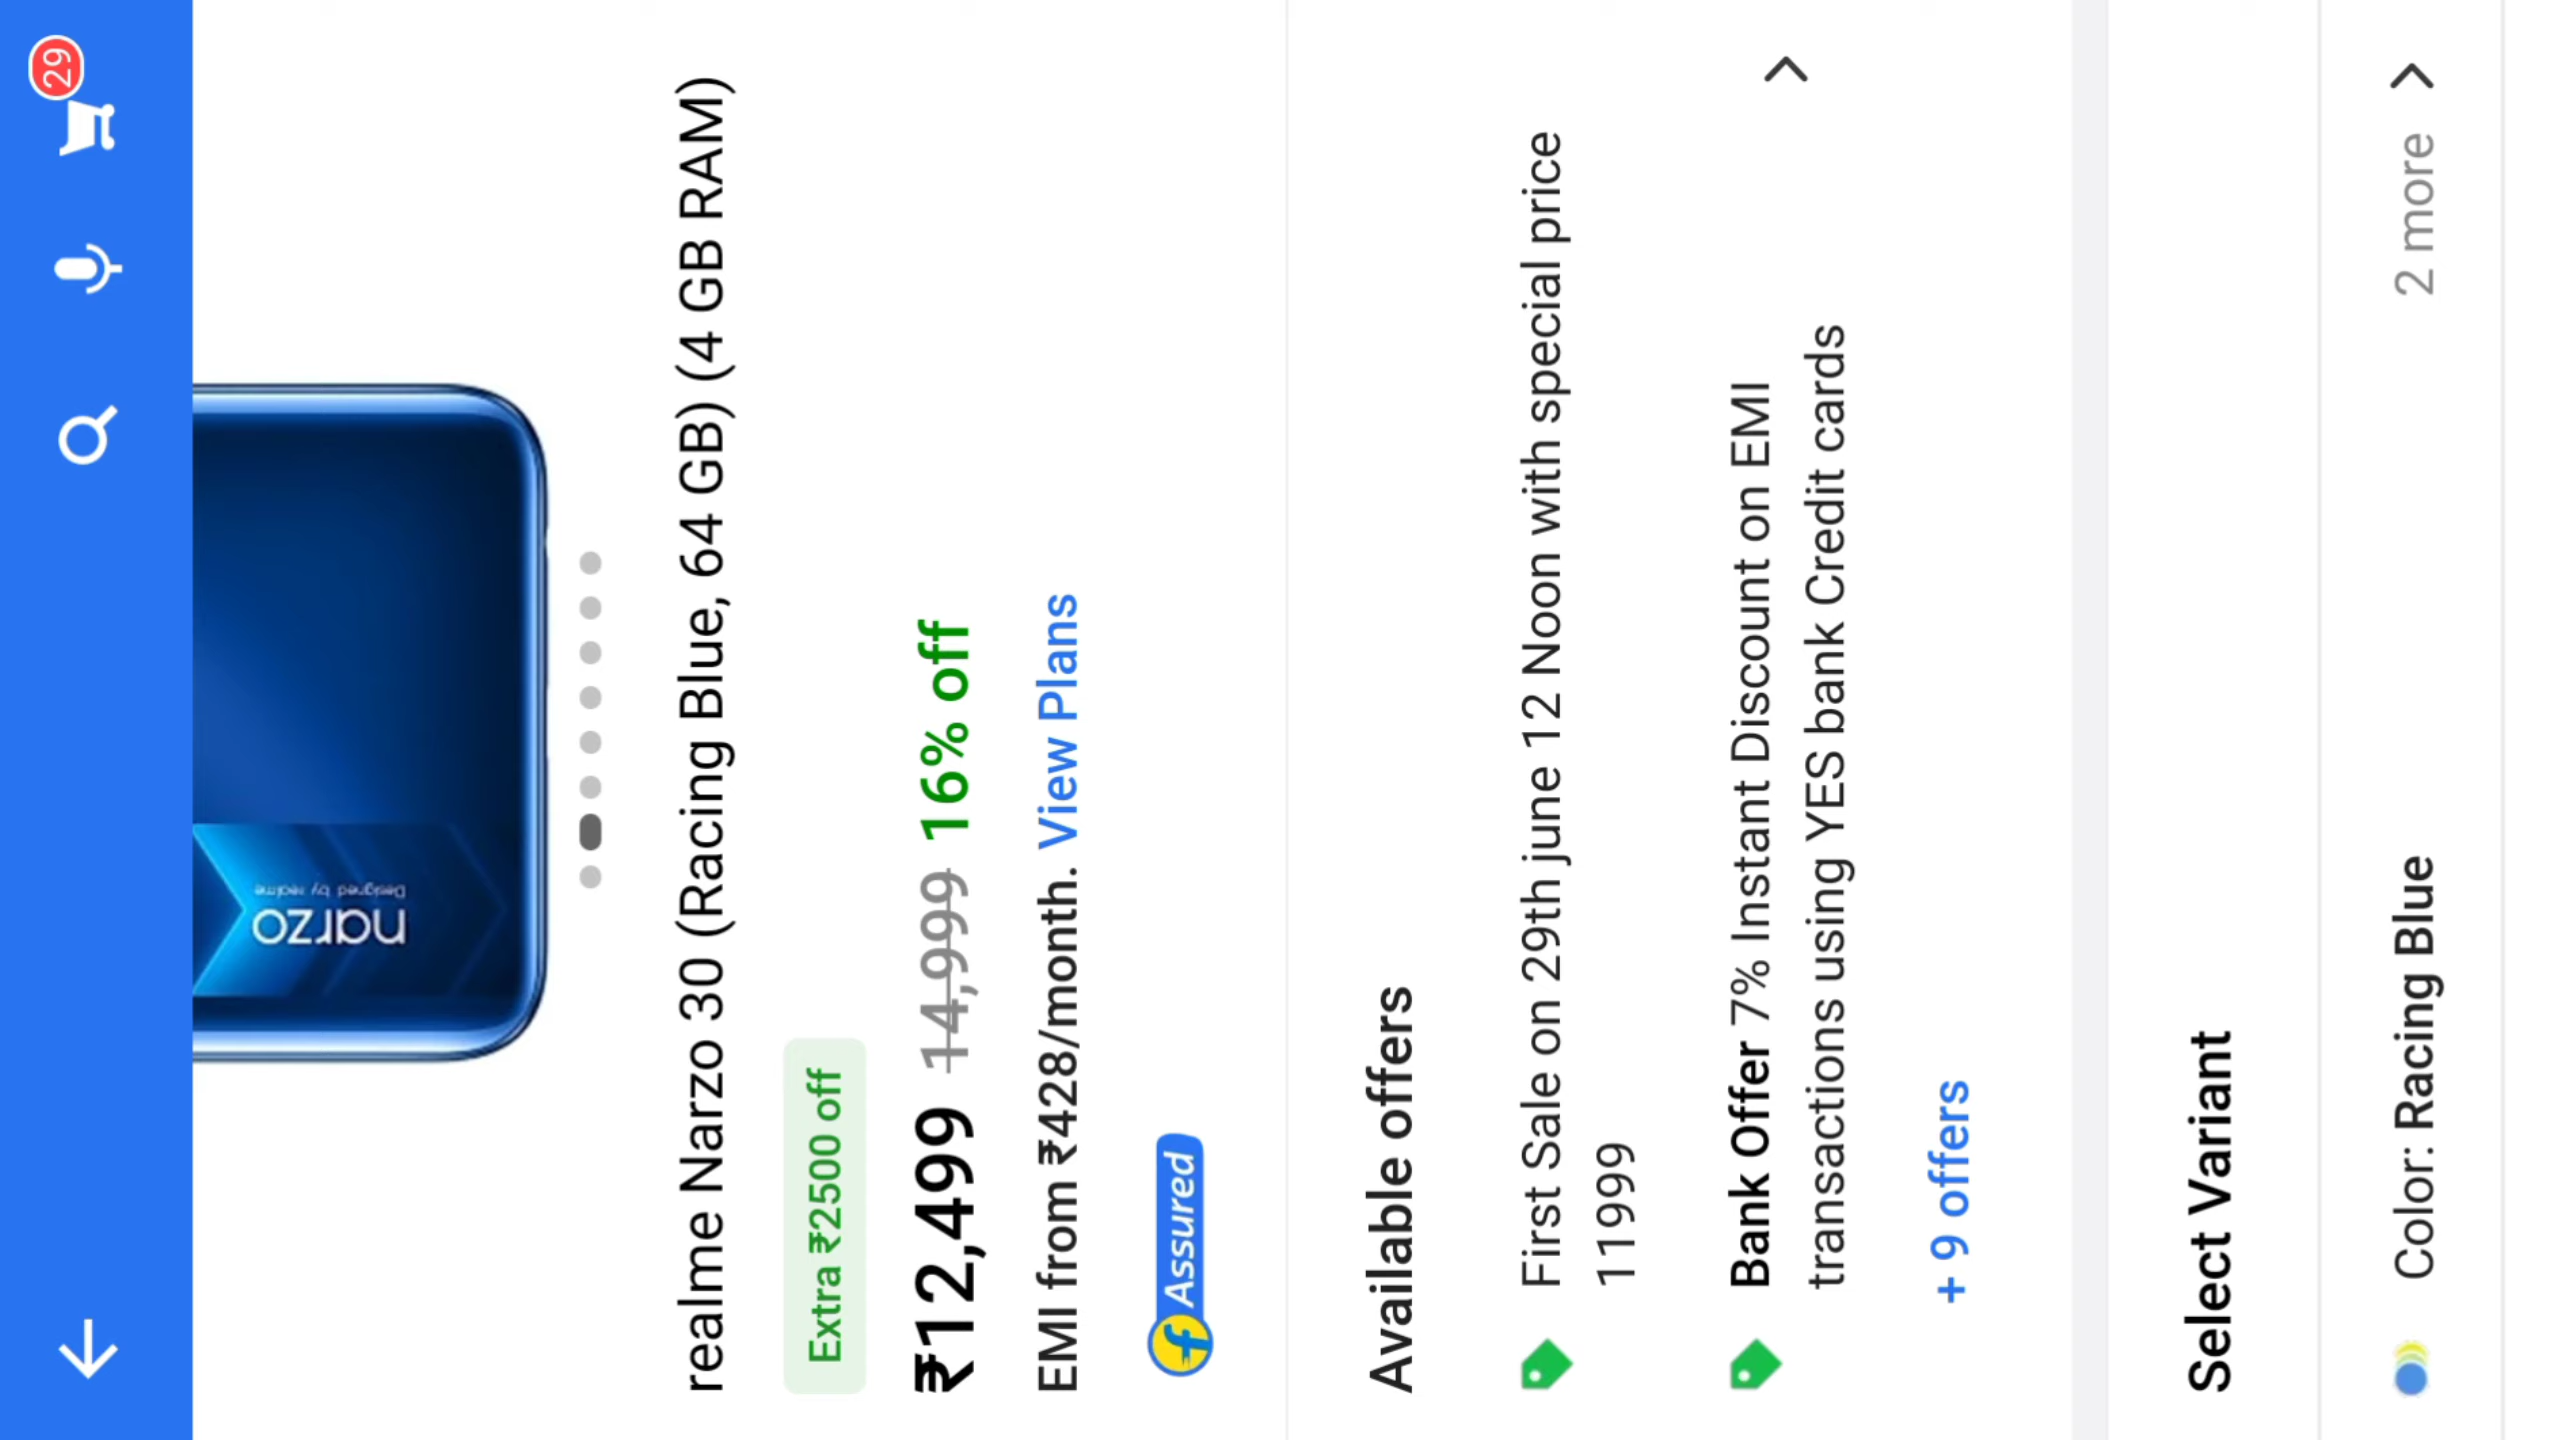 29
narzo
Designed by realme
realme Narzo 30 (Racing Blue, 64 GB) (4 GB RAM)
Extra ₹2500 off
₹12,499 14,999 16% off
EMI from ₹428/month. View Plans
f Assured
Available offers
First Sale on 29th june 12 Noon with special price
11999
Bank Offer 7% Instant Discount on EMI
transactions using YES bank Credit cards
+ 9 offers
Select Variant
Color: Racing Blue 2 more